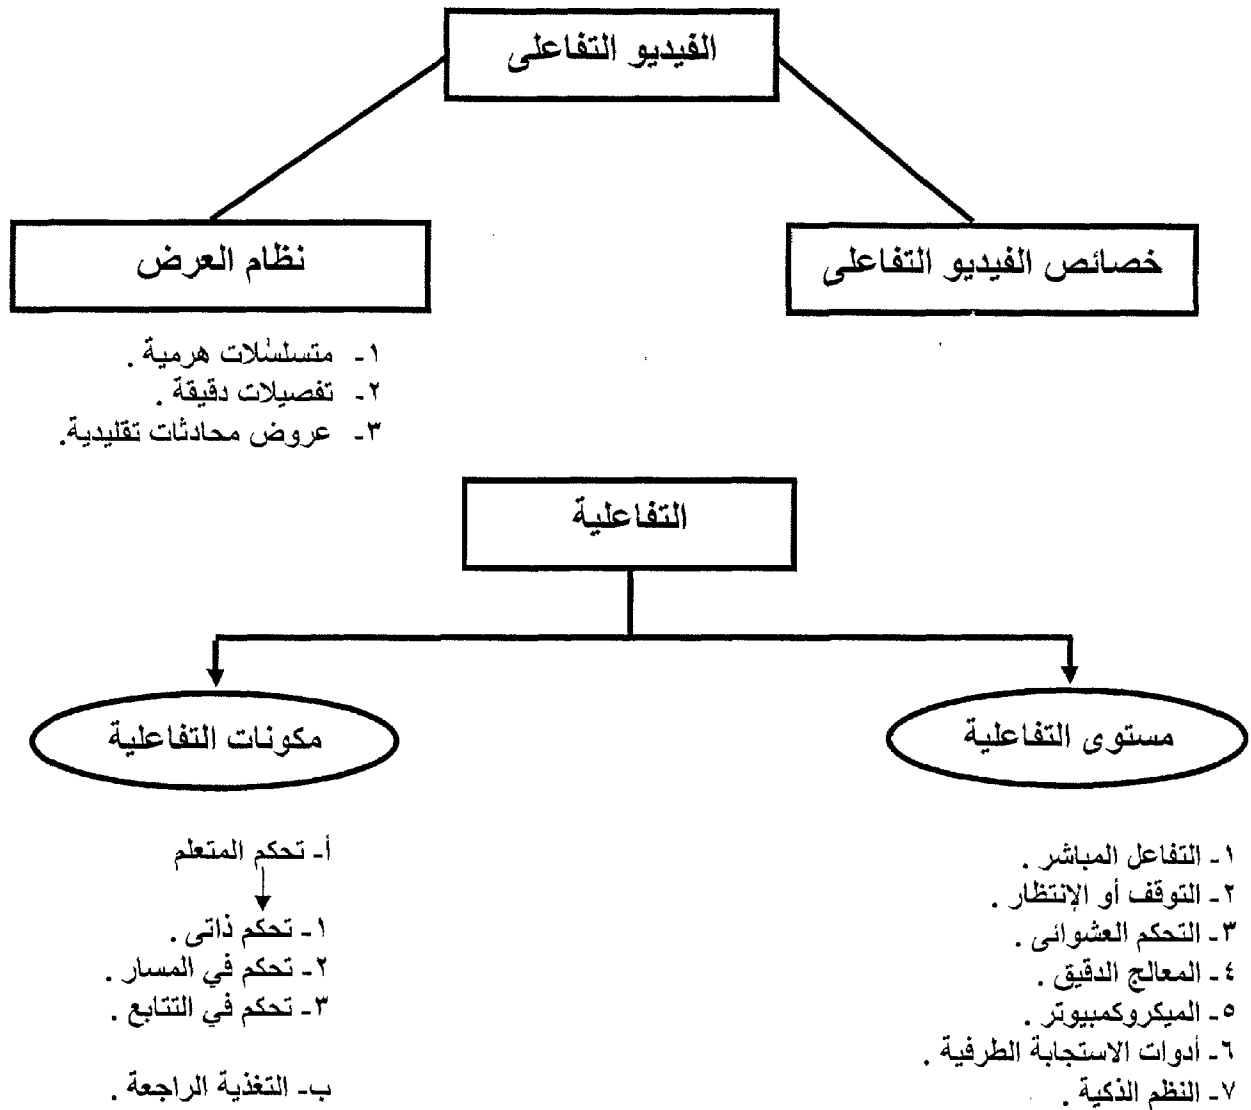 الفيديو التفاعلى
خصائص الفيديو التفاعلى
نظام العرض
١- متسلسلات هرمية .
٢- تفصيلات دقيقة .
٣- عروض محادثات تقليدية.
التفاعلية
مستوى التفاعلية
١- التفاعل المباشر .
٢- التوقف أو الإنتظار .
٣- التحكم العشوائى .
٤- المعالج الدقيق .
٥- الميكروكمبيوتر .
٦- أدوات الاستجابة الطرفية .
٧- النظم الذكية .
مكونات التفاعلية
أ- تحكم المتعلم
١- تحكم ذاتى .
٢- تحكم في المسار .
٣- تحكم في التتابع .
ب- التغذية الراجعة .